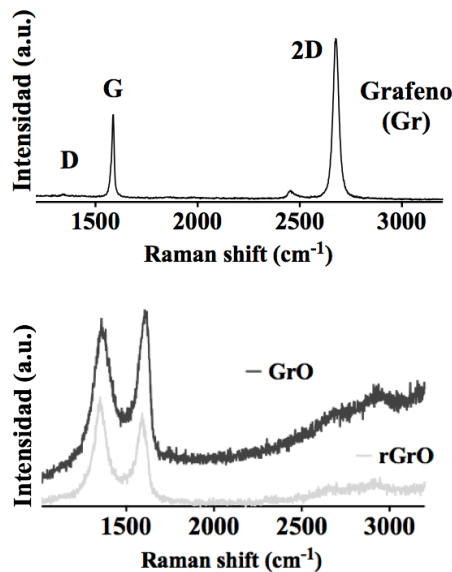 Intensidad (a.u.)
D
G
2D
Grafeno
(Gr)
1500 2000 2500 3000
Raman shift (cm⁻¹)
Intensidad (a.u.)
GrO
rGrO
1500 2000 2500 3000
Raman shift (cm⁻¹)